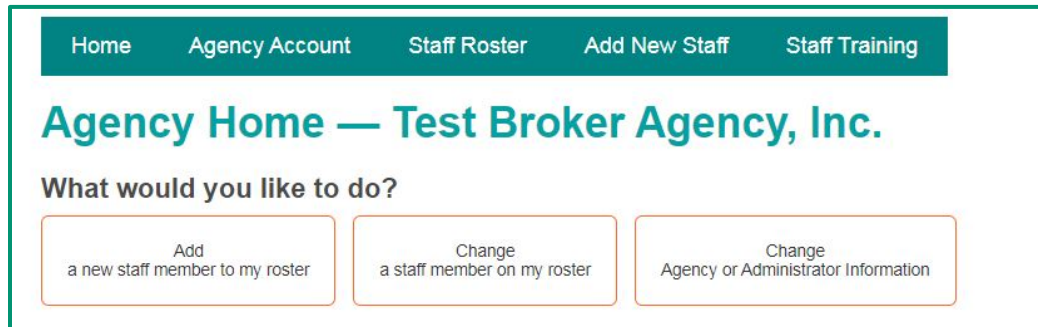 Home Agency Account Staff Roster Add New Staff Staff Training
Agency Home — Test Broker Agency, Inc.
What would you like to do?
Add
a new staff member to my roster
Change
a staff member on my roster
Change
Agency or Administrator Information